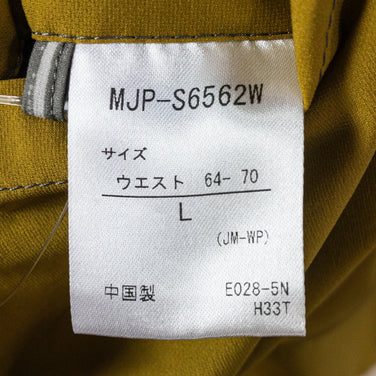 MJP-S6562W
サイズ
ウエスト 64- 70
L
(JM-WP)
中国製 E028-5N
H33T